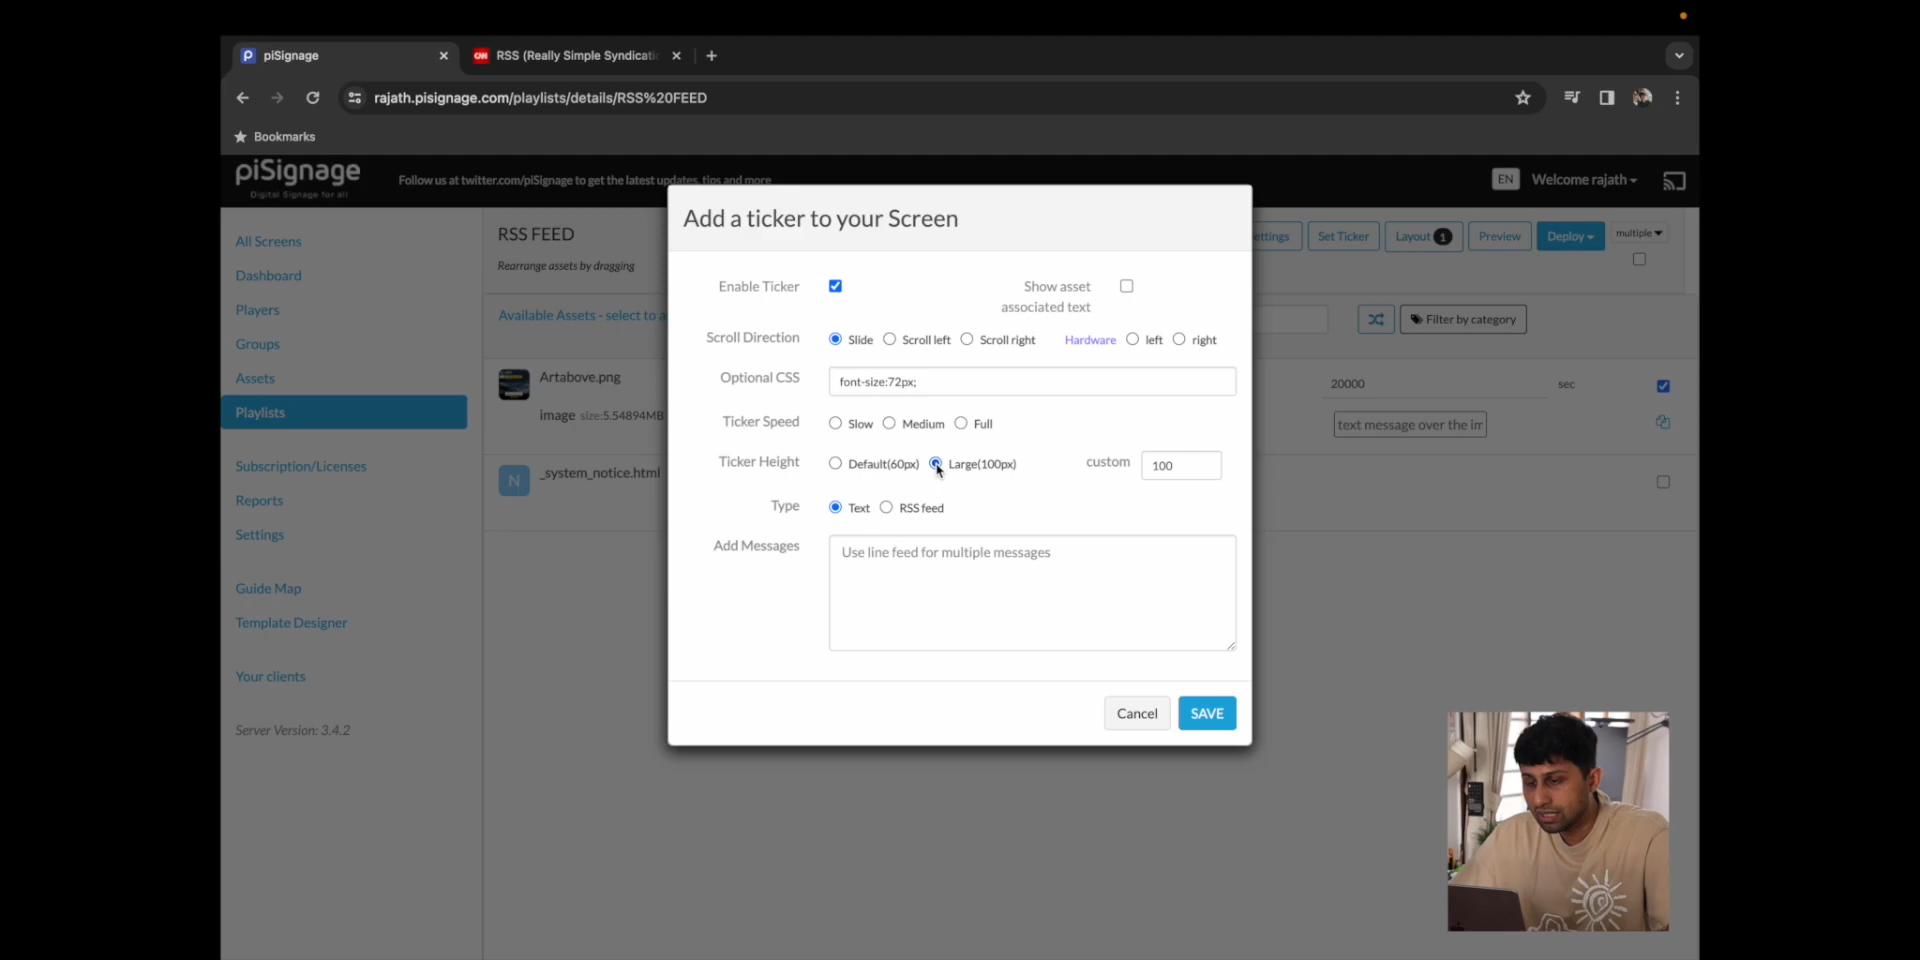 piSignage
CNN RSS (Really Simple Syndicati
rajath.pisignage.com/playlists/details/RSS%20FEED
Bookmarks
piSignage
Digital Signage for all
Follow us at twitter.com/piSignage to get the latest updates, tips and more
EN Welcome rajath
Add a ticker to your Screen
All Screens
Dashboard
Players
Groups
Assets
Playlists
Subscription/Licenses
Reports
Settings
Guide Map
Template Designer
Your clients
Server Version: 3.4.2
RSS FEED
Rearrange assets by dragging
ettings Set Ticker Layout 1 Preview Deploy multiple
Available Assets - select to a
Filter by category
Artabove.png
image size:5.54894MB
20000 sec
text message over the im
N _system_notice.html
Enable Ticker
Show asset
associated text
Scroll Direction Slide Scroll left Scroll right Hardware left right
Optional CSS font-size:72px;
Ticker Speed Slow Medium Full
Ticker Height Default(60px) Large(100px) custom 100
Type Text RSS feed
Add Messages Use line feed for multiple messages
Cancel SAVE